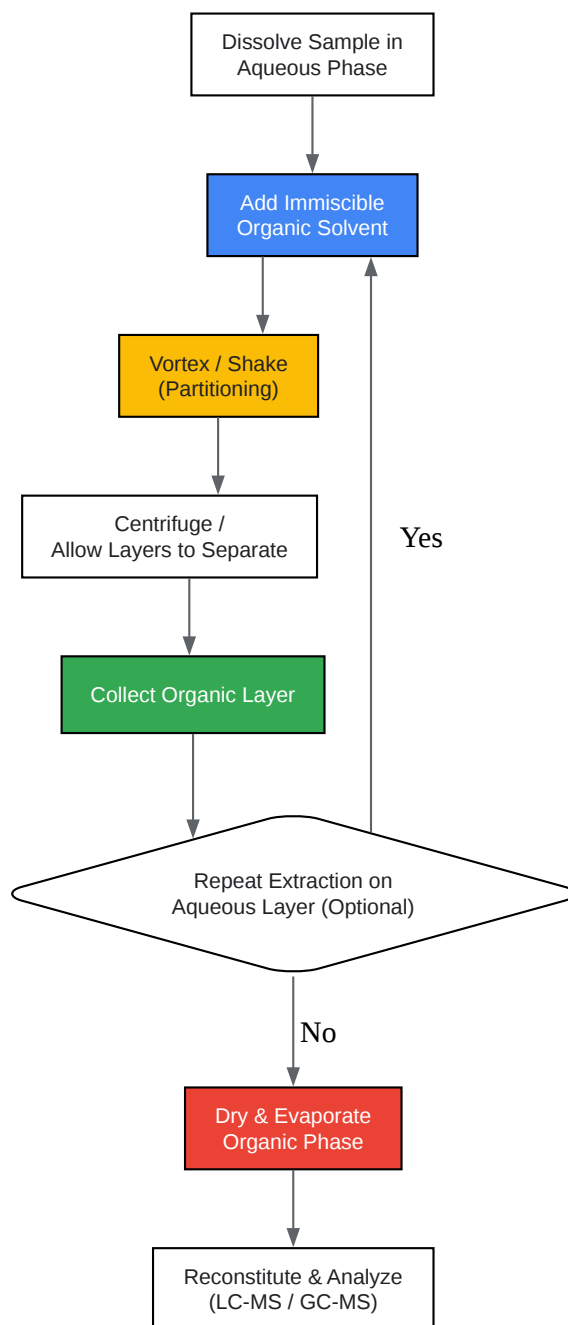 Dissolve Sample in
Aqueous Phase
Add Immiscible
Organic Solvent
Vortex / Shake
(Partitioning)
Centrifuge /
Allow Layers to Separate
Yes
Collect Organic Layer
Repeat Extraction on
Aqueous Layer (Optional)
No
Dry & Evaporate
Organic Phase
Reconstitute & Analyze
(LC-MS / GC-MS)